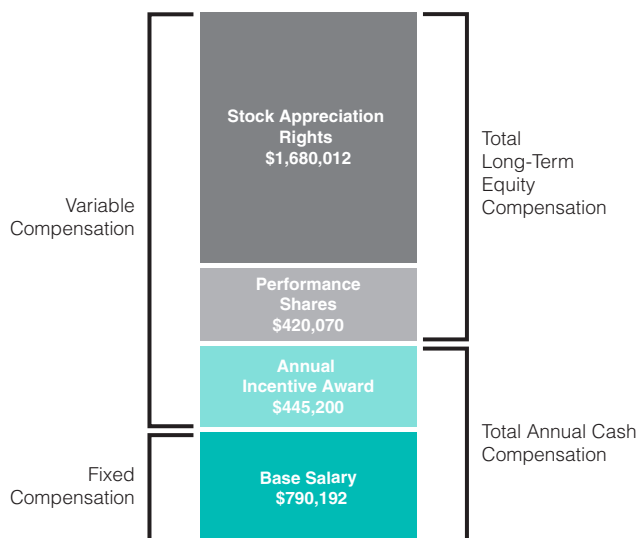 Stock Appreciation
Rights
$1,680,012
Total
Long-Term
Equity
Compensation
Variable
Compensation
Performance
Shares
$420,070
Annual
Incentive Award
$445,200
Total Annual Cash
Compensation
Fixed
Compensation
Base Salary
$790,192